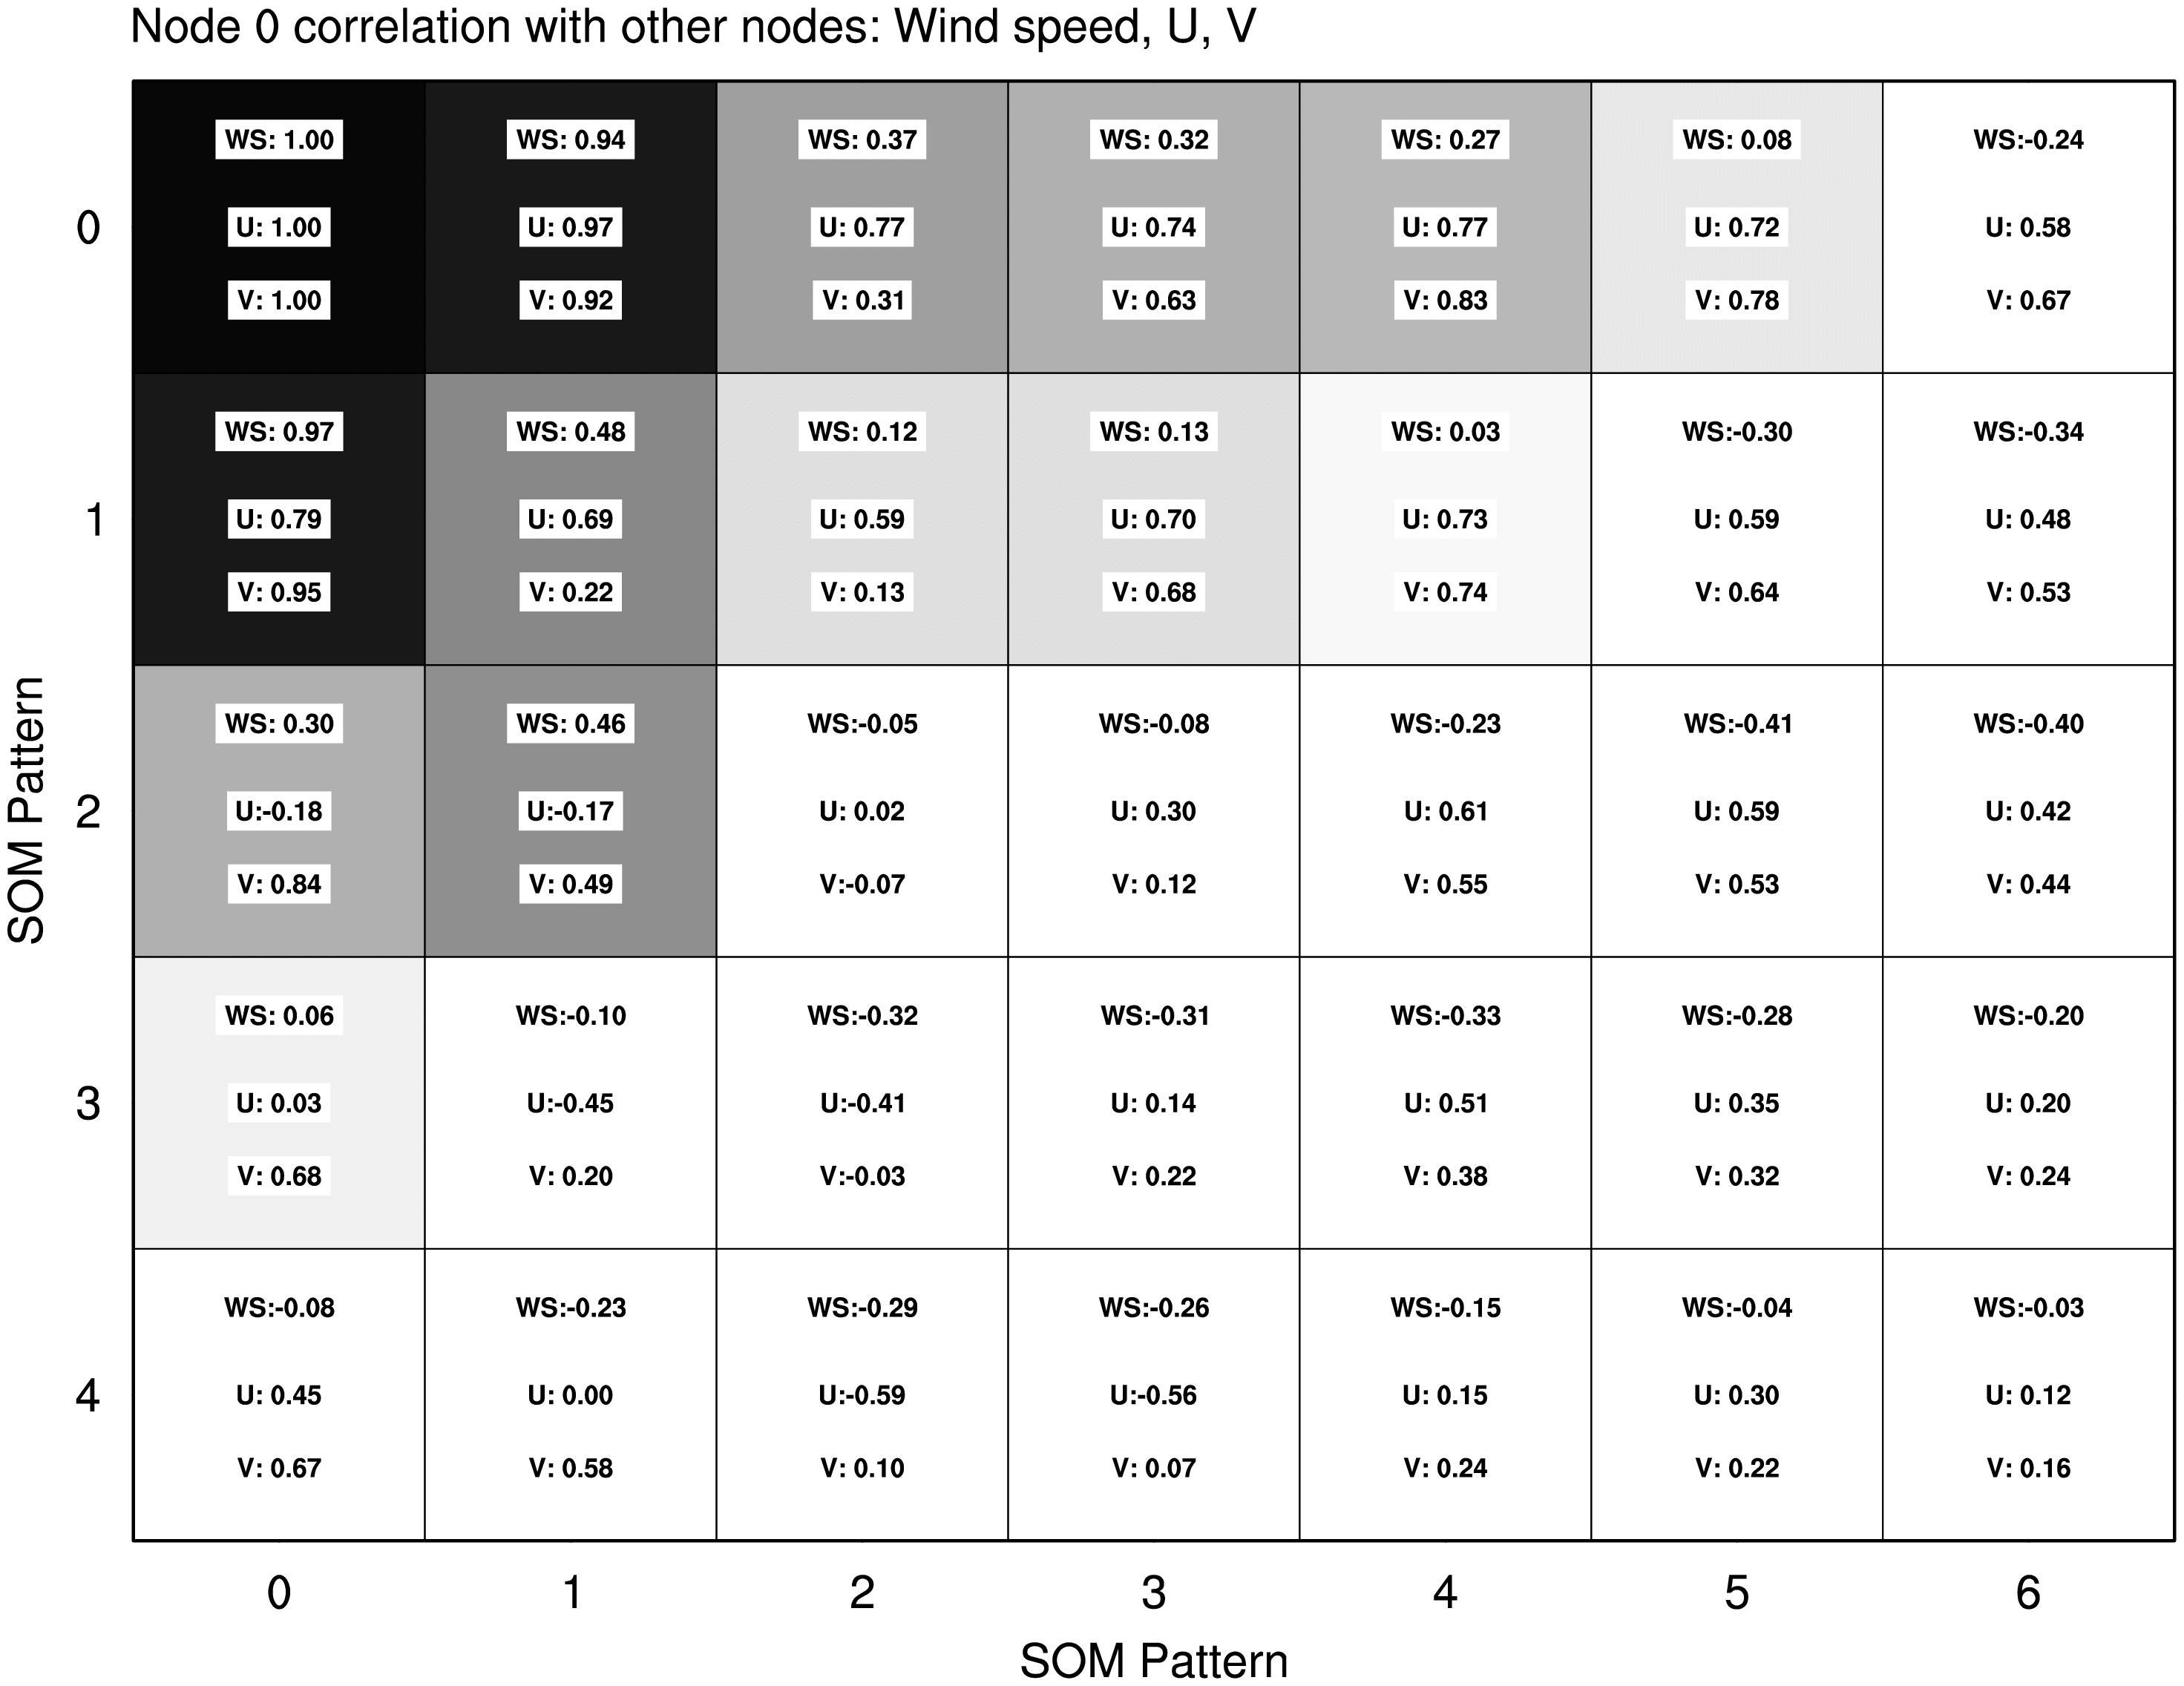 Node 0 correlation with other nodes: Wind speed, U, V
WS: 1.00 WS: 0.94 WS: 0.37 WS: 0.32 WS: 0.27 WS: 0.08 WS:-0.24
0 U: 1.00 U: 0.97 U: 0.77 U: 0.74 U: 0.77 U: 0.72 U: 0.58
V: 1.00 V: 0.92 V: 0.31 V: 0.63 V: 0.83 V: 0.78 V: 0.67
WS: 0.97 WS: 0.48 WS: 0.12 WS: 0.13 WS: 0.03 WS:-0.30 WS:-0.34
1 U: 0.79 U: 0.69 U: 0.59 U: 0.70 U: 0.73 U: 0.59 U: 0.48
V: 0.95 V: 0.22 V: 0.13 V: 0.68 V: 0.74 V: 0.64 V: 0.53
SOM Pattern
WS: 0.30 WS: 0.46 WS:-0.05 WS:-0.08 WS:-0.23 WS:-0.41 WS:-0.40
2 U:-0.18 U:-0.17 U: 0.02 U: 0.30 U: 0.61 U: 0.59 U: 0.42
V: 0.84 V: 0.49 V:-0.07 V: 0.12 V: 0.55 V: 0.53 V: 0.44
WS: 0.06 WS:-0.10 WS:-0.32 WS:-0.31 WS:-0.33 WS:-0.28 WS:-0.20
3 U: 0.03 U:-0.45 U:-0.41 U: 0.14 U: 0.51 U: 0.35 U: 0.20
V: 0.68 V: 0.20 V:-0.03 V: 0.22 V: 0.38 V: 0.32 V: 0.24
WS:-0.08 WS:-0.23 WS:-0.29 WS:-0.26 WS:-0.15 WS:-0.04 WS:-0.03
4 U: 0.45 U: 0.00 U:-0.59 U:-0.56 U: 0.15 U: 0.30 U: 0.12
V: 0.67 V: 0.58 V: 0.10 V: 0.07 V: 0.24 V: 0.22 V: 0.16
0 1 2 3 4 5 6
SOM Pattern